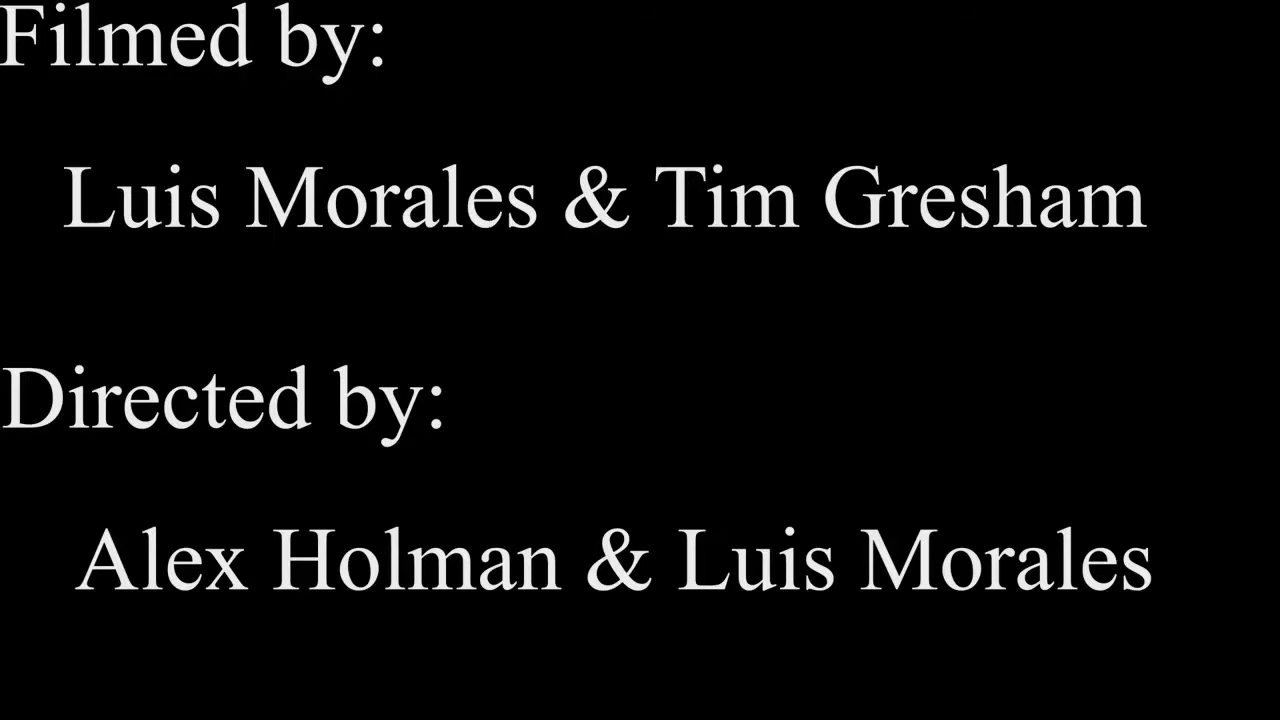 Filmed by:
Luis Morales & Tim Gresham
Directed by:
Alex Holman & Luis Morales